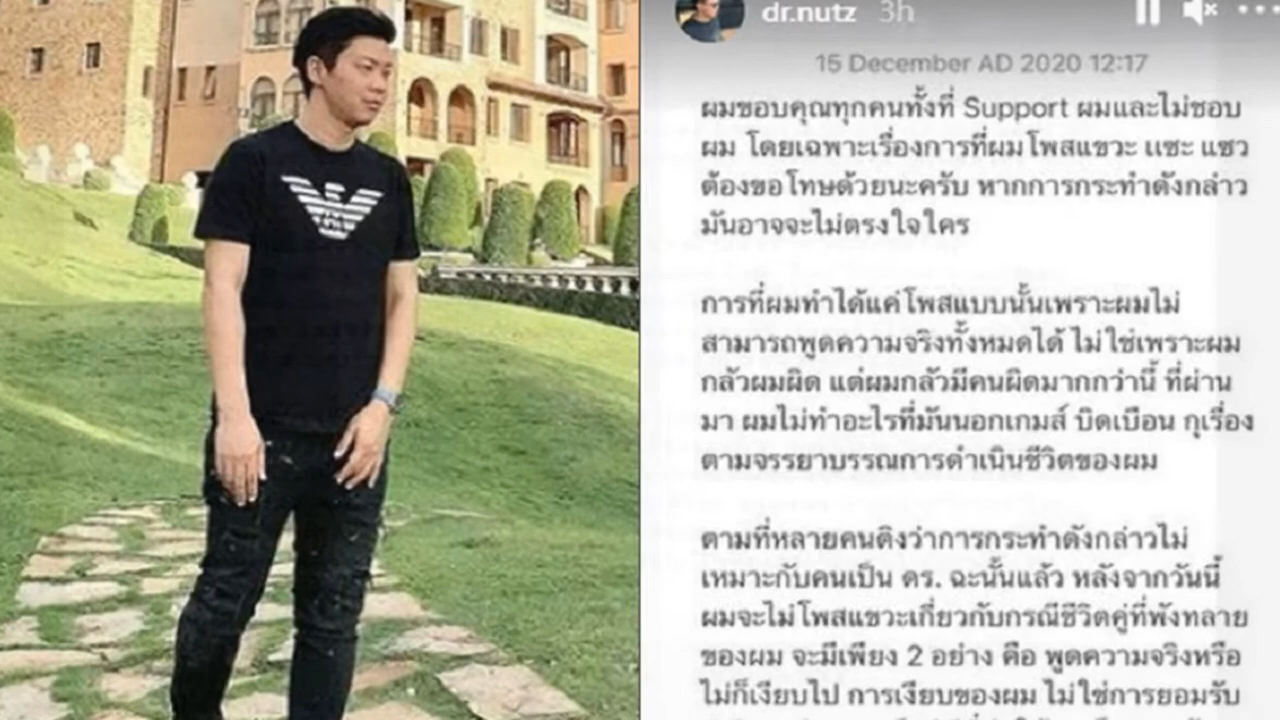 dr.nutz 3h
15 December AD 2020 12:17
ผมขอบคุณทุกคนทั้งที่ Support ผมและไม่ชอบ
ผม โดยเฉพาะเรื่องการที่ผมโพสแขวะ แซะ แซว
ต้องขอโทษด้วยนะครับ หากการกระทำดังกล่าว
มันอาจจะไม่ตรงใจใคร
การที่ผมทำได้แค่โพสแบบนั้นเพราะผมไม่
สามารถพูดความจริงทั้งหมดได้ ไม่ใช่เพราะผม
กลัวผมผิด แต่ผมกลัวมีคนผิดมากกว่านี้ ที่ผ่าน
มา ผมไม่ทำอะไรที่มันนอกเกมส์ บิดเบือน กุเรื่อง
ตามจรรยาบรรณการดำเนินชีวิตของผม
ตามที่หลายคนติงว่าการกระทำดังกล่าวไม่
เหมาะกับคนเป็น ดร. ฉะนั้นแล้ว หลังจากวันนี้
ผมจะไม่โพสแขวะเกี่ยวกับกรณีชีวิตคู่ที่พังทลาย
ของผม จะมีเพียง 2 อย่าง คือ พูดความจริงหรือ
ไม่ก็เงียบไป การเงียบของผม ไม่ใช่การยอมรับ